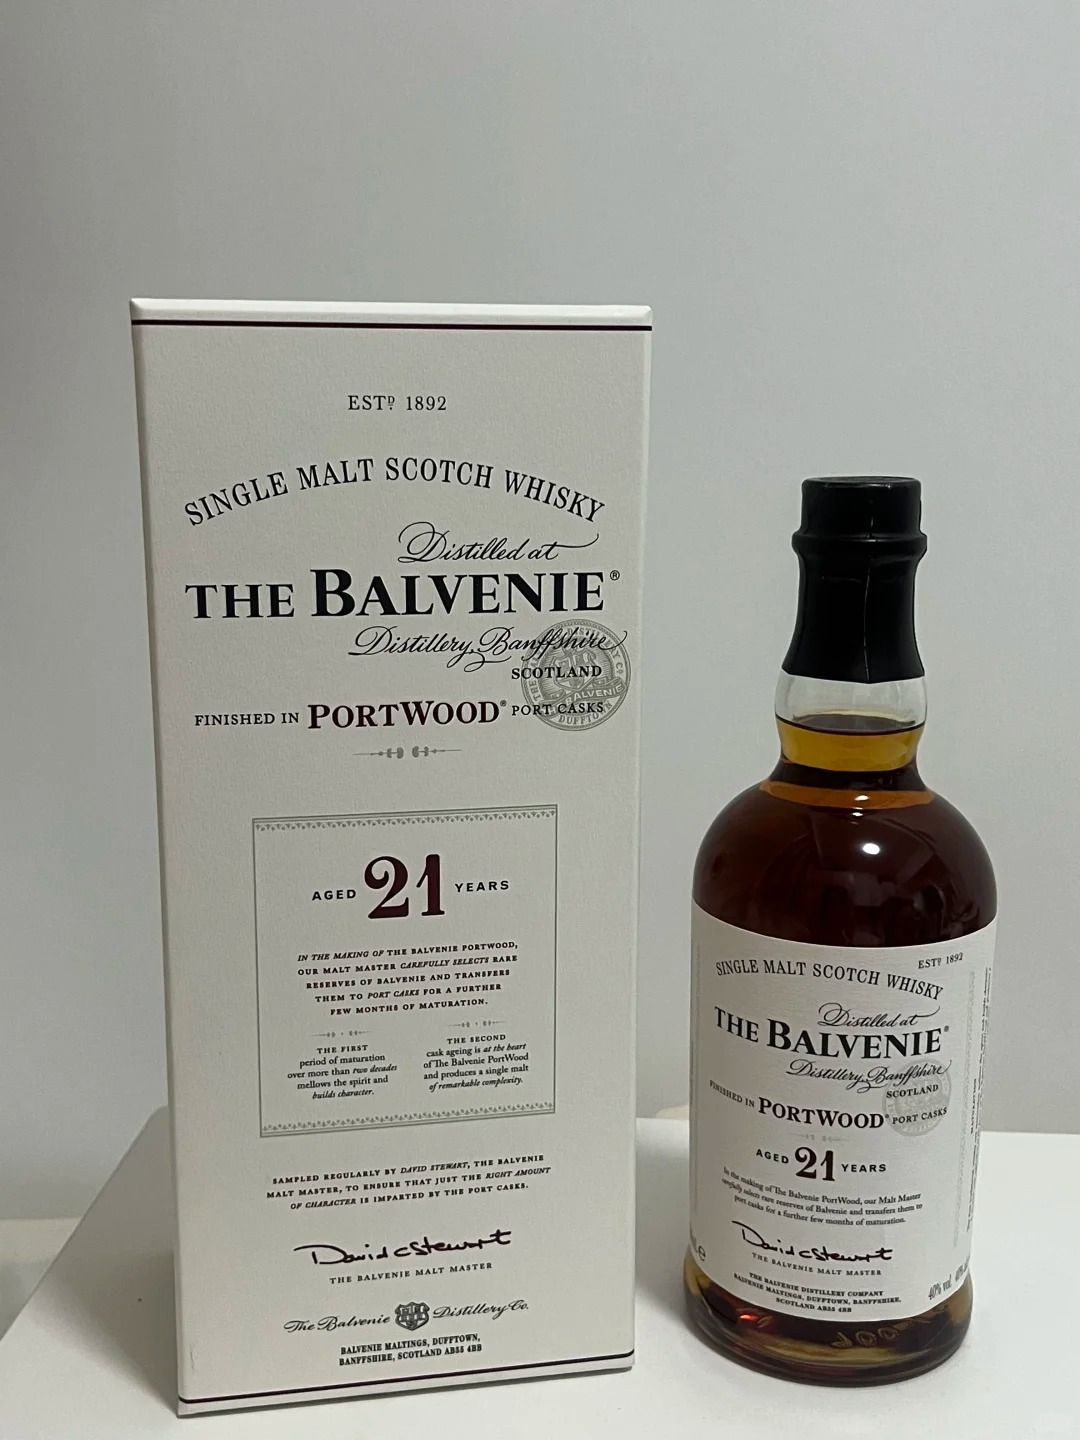 ESTD 1892
SINGLE MALT SCOTCH WHISKY
Distilled at
THE BALVENIE®
Distillery, Banffshire
SCOTLAND
FINISHED IN PORTWOOD® PORT CASKS
AGED 21 YEARS
IN THE MAKING OF THE BALVENIE PORTWOOD,
OUR MALT MASTER CAREFULLY SELECTS RARE
RESERVES OF BALVENIE AND TRANSFERS
THEM TO PORT CASKS FOR A FURTHER
FEW MONTHS OF MATURATION.
THE FIRST
period of maturation
over more than two decades
mellows the spirit and
builds character.
THE SECOND
cask ageing is at the heart
of The Balvenie PortWood
and produces a single malt
of remarkable complexity.
SAMPLED REGULARLY BY DAVID STEWART, THE BALVENIE
MALT MASTER, TO ENSURE THAT JUST THE RIGHT AMOUNT
OF CHARACTER IS IMPARTED BY THE PORT CASKS.
David C Stewart
THE BALVENIE MALT MASTER
The Balvenie Distillery Co.
BALVENIE MALTINGS, DUFFTOWN,
BANFFSHIRE, SCOTLAND AB55 4BB
ESTD 1892
SINGLE MALT SCOTCH WHISKY
Distilled at
THE BALVENIE®
Distillery, Banffshire
SCOTLAND
FINISHED IN PORTWOOD® PORT CASKS
AGED 21 YEARS
In the making of The Balvenie PortWood, our Malt Master
carefully selects rare reserves of Balvenie and transfers them to
port casks for a further few months of maturation.
David C Stewart
THE BALVENIE MALT MASTER
THE BALVENIE DISTILLERY COMPANY
BALVENIE MALTINGS, DUFFTOWN, BANFFSHIRE,
SCOTLAND AB55 4BB
40% vol